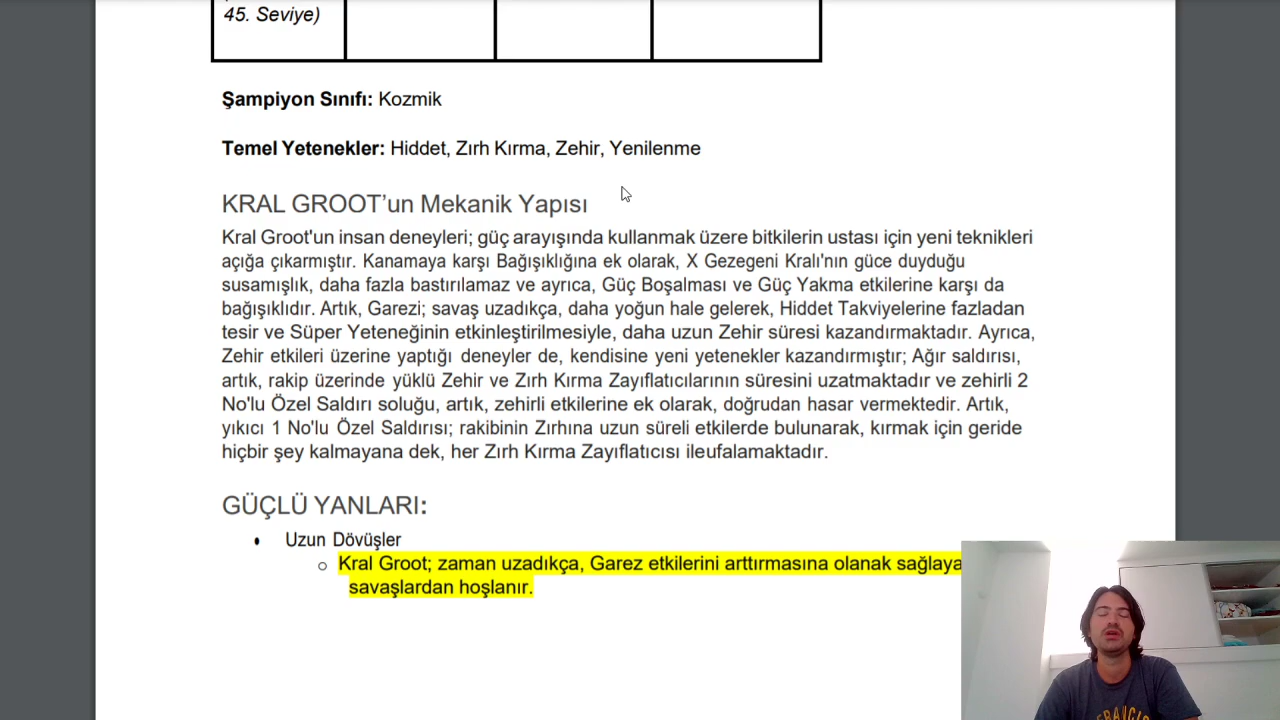 45. Seviye)
Şampiyon Sınıfı: Kozmik
Temel Yetenekler: Hiddet, Zırh Kırma, Zehir, Yenilenme
KRAL GROOT’un Mekanik Yapısı
Kral Groot'un insan deneyleri; güç arayışında kullanmak üzere bitkilerin ustası için yeni teknikleri
açığa çıkarmıştır. Kanamaya karşı Bağışıklığına ek olarak, X Gezegeni Kralı'nın güce duyduğu
susamışlık, daha fazla bastırılamaz ve ayrıca, Güç Boşalması ve Güç Yakma etkilerine karşı da
bağışıklıdır. Artık, Garezi; savaş uzadıkça, daha yoğun hale gelerek, Hiddet Takviyelerine fazladan
tesir ve Süper Yeteneğinin etkinleştirilmesiyle, daha uzun Zehir süresi kazandırmaktadır. Ayrıca,
Zehir etkileri üzerine yaptığı deneyler de, kendisine yeni yetenekler kazandırmıştır; Ağır saldırısı,
artık, rakip üzerinde yüklü Zehir ve Zırh Kırma Zayıflatıcılarının süresini uzatmaktadır ve zehirli 2
No'lu Özel Saldırı soluğu, artık, zehirli etkilerine ek olarak, doğrudan hasar vermektedir. Artık,
yıkıcı 1 No'lu Özel Saldırısı; rakibinin Zırhına uzun süreli etkilerde bulunarak, kırmak için geride
hiçbir şey kalmayana dek, her Zırh Kırma Zayıflatıcısı ileufalamaktadır.
GÜÇLÜ YANLARI:
• Uzun Dövüşler
○ Kral Groot; zaman uzadıkça, Garez etkilerini arttırmasına olanak sağlaya
savaşlardan hoşlanır.